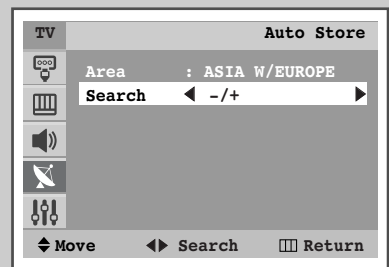 TV Auto Store
Area : ASIA W/EUROPE
Search ◀ -/+ ▶
Move Search Return